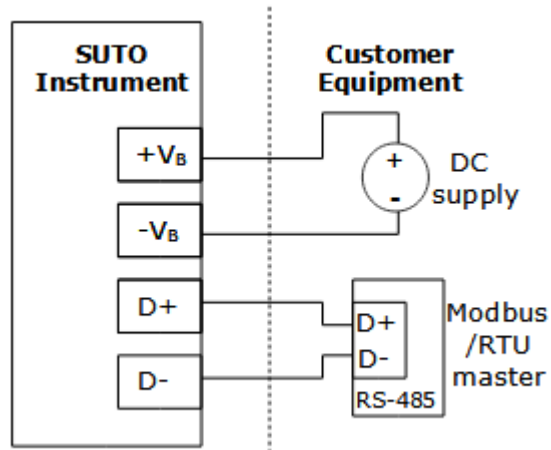 SUTO
Instrument
Customer
Equipment
+VB
+
-
DC
supply
-VB
D+
D-
D+
D-
RS-485
Modbus
/RTU
master